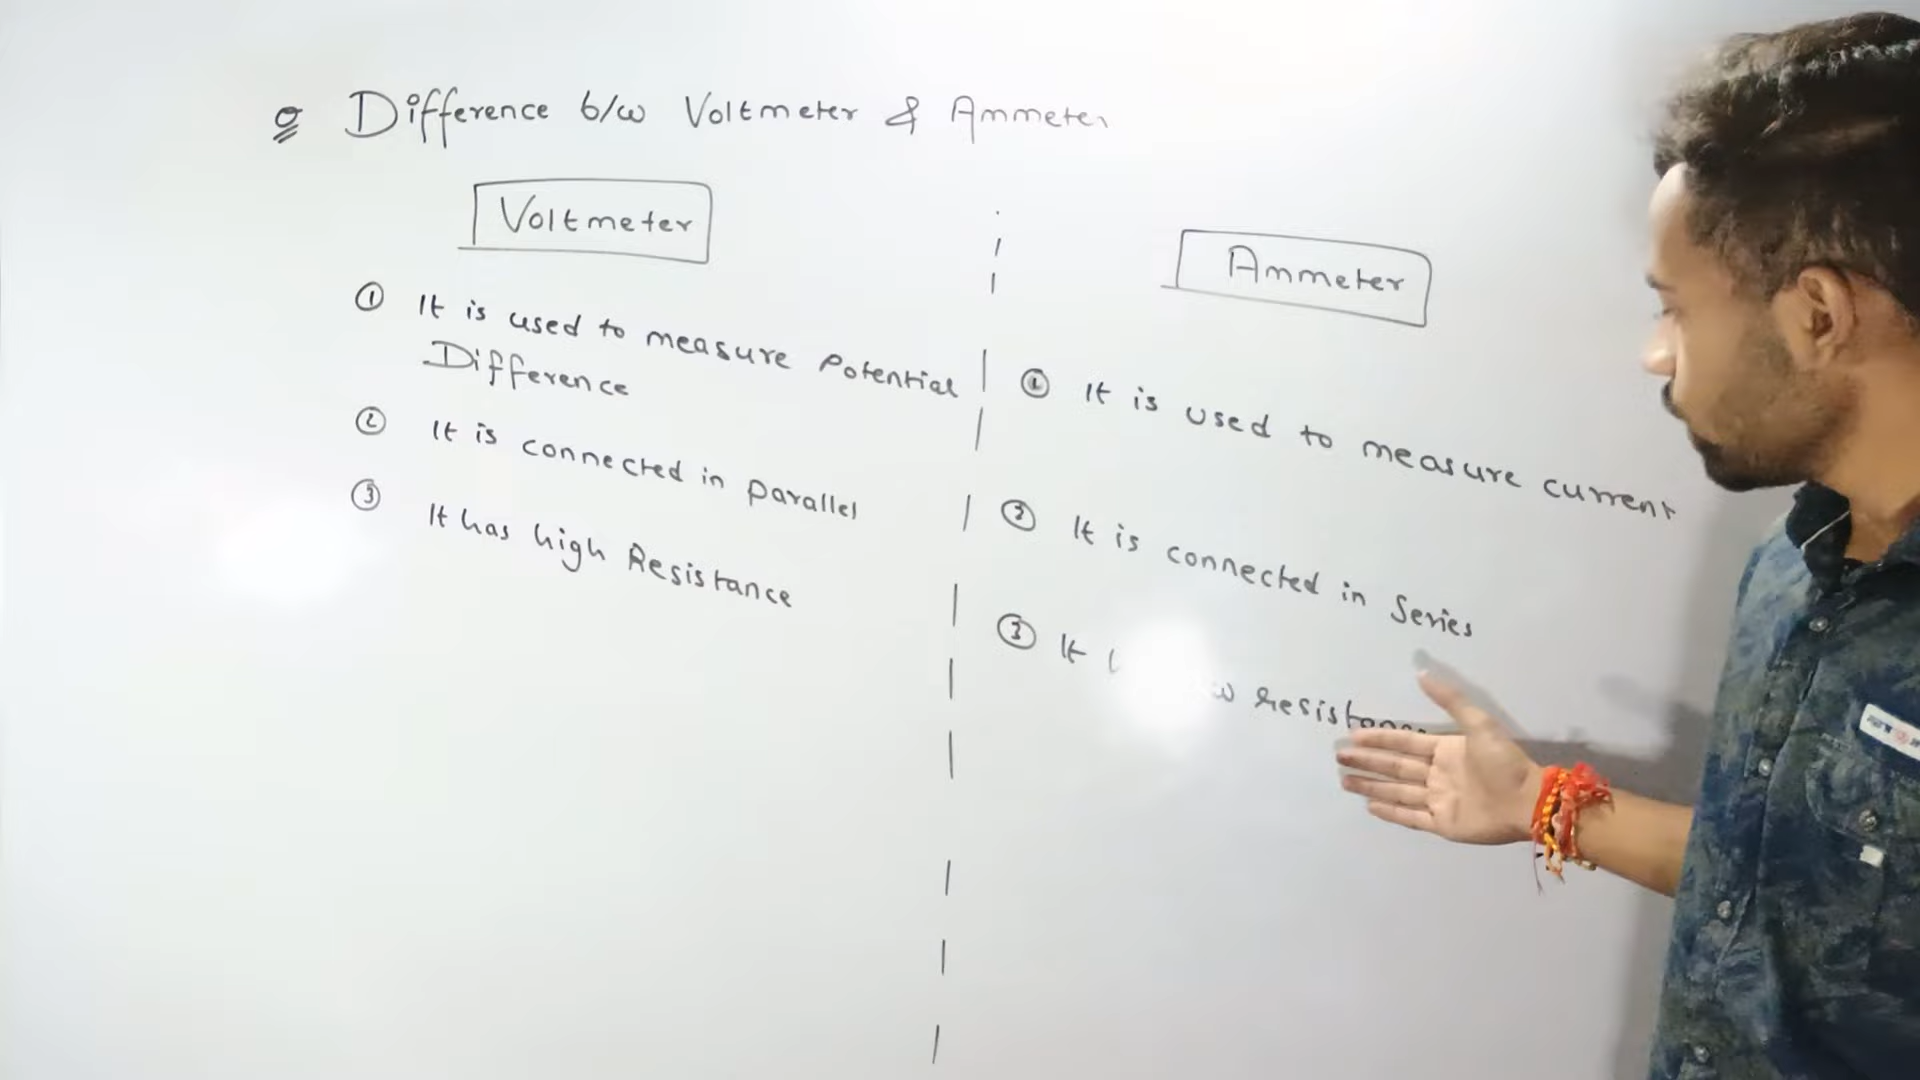 Q Difference b/w Voltmeter & Ammeter
Voltmeter
① It is used to measure Potential
Difference
② It is connected in parallel
③ It has high Resistance
Ammeter
① It is used to measure current
② It is connected in Series
③ It resistance